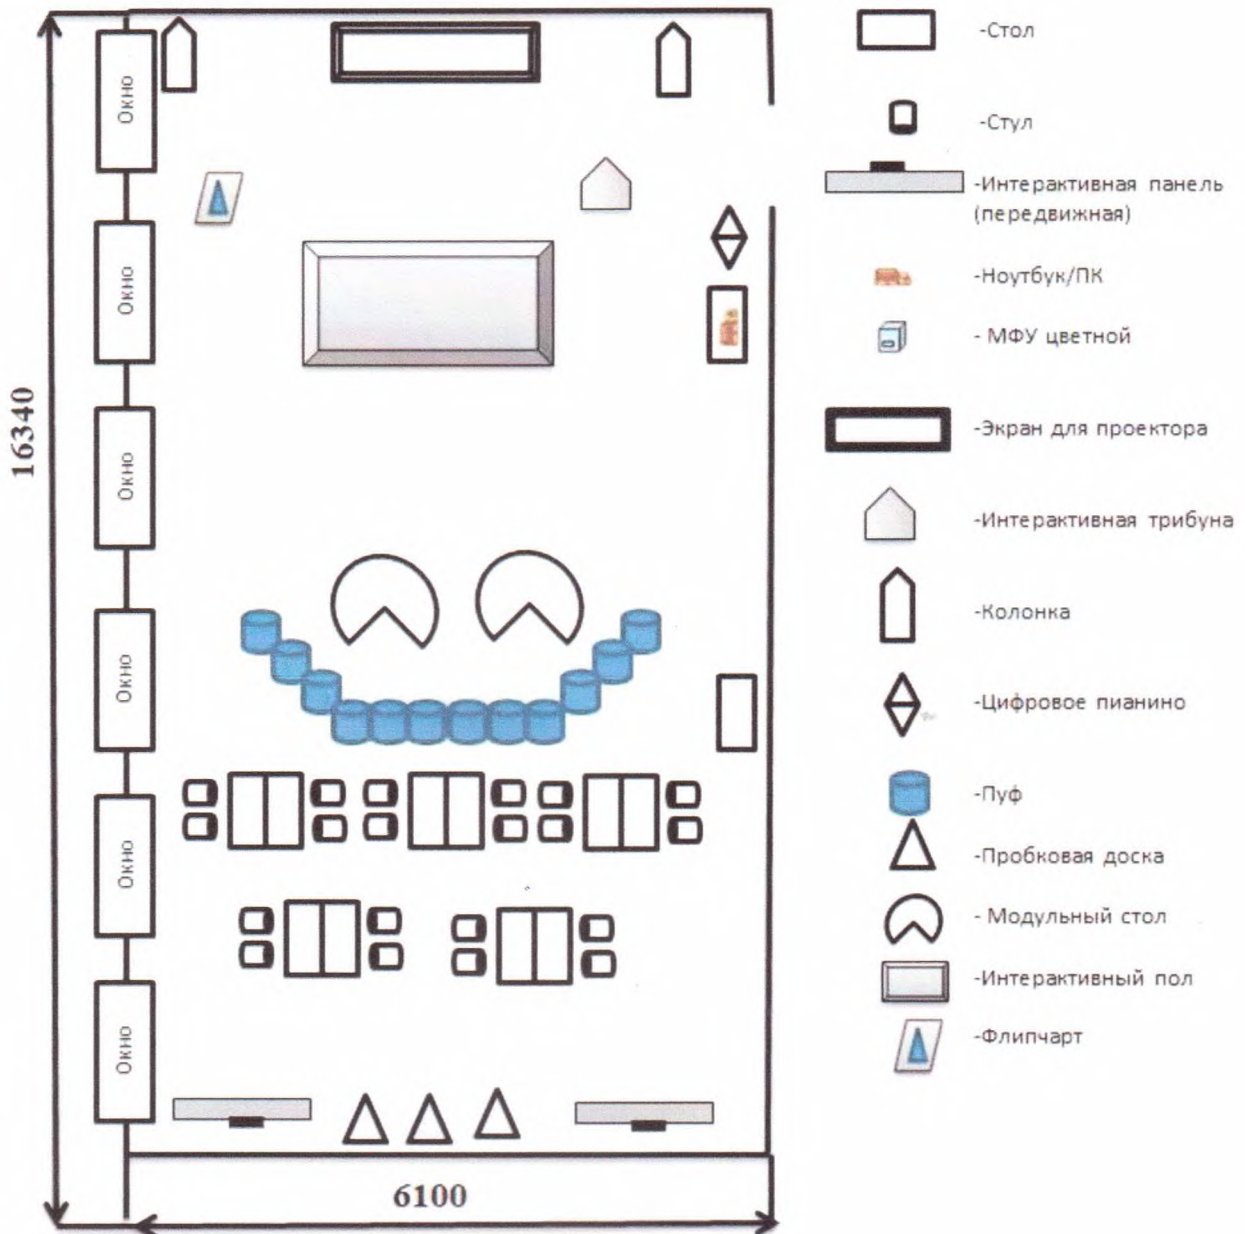 Окно
Окно
Окно
Окно
Окно
Окно
16340
6100
-Стол
-Стул
-Интерактивная панель
(передвижная)
-Ноутбук/ПК
- МФУ цветной
-Экран для проектора
-Интерактивная трибуна
-Колонка
-Цифровое пианино
-Пуф
-Пробковая доска
- Модульный стол
-Интерактивный пол
-Флипчарт